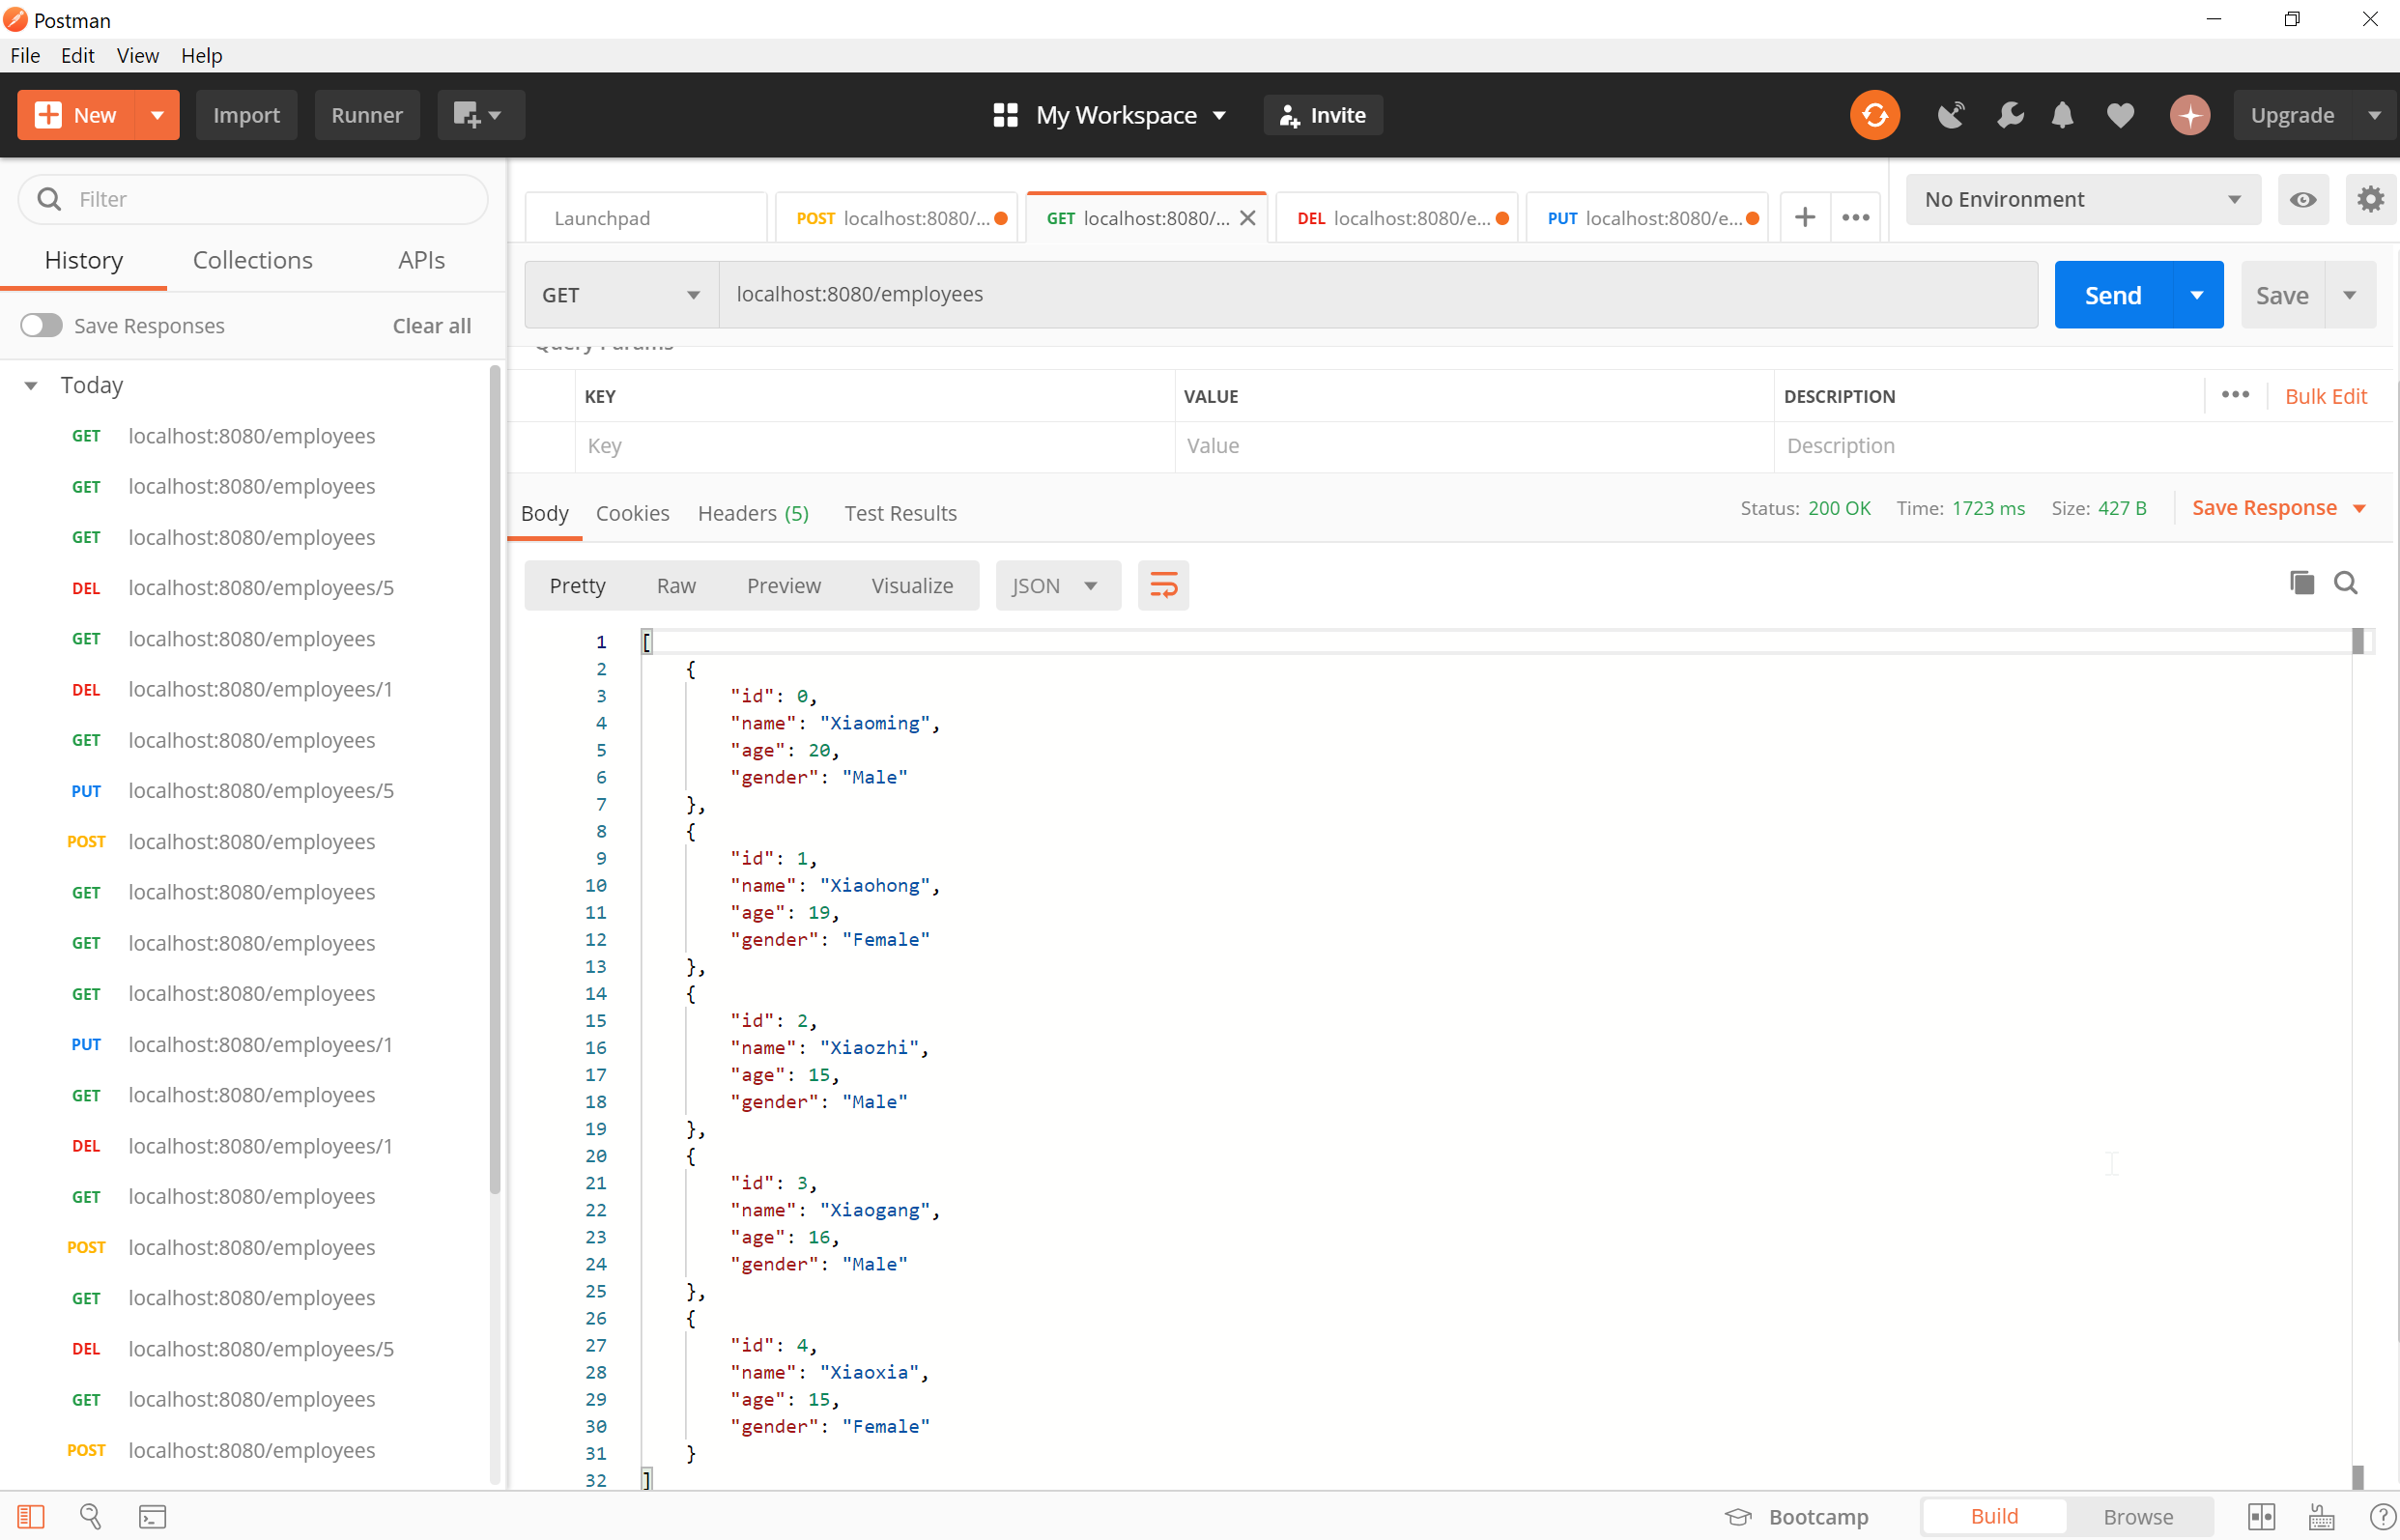 Postman
File Edit View Help
New Import Runner My Workspace Invite Upgrade
Filter
History Collections APIs
Save Responses Clear all
Today
GET localhost:8080/employees
GET localhost:8080/employees
GET localhost:8080/employees
DEL localhost:8080/employees/5
GET localhost:8080/employees
DEL localhost:8080/employees/1
GET localhost:8080/employees
PUT localhost:8080/employees/5
POST localhost:8080/employees
GET localhost:8080/employees
GET localhost:8080/employees
GET localhost:8080/employees
PUT localhost:8080/employees/1
GET localhost:8080/employees
DEL localhost:8080/employees/1
GET localhost:8080/employees
POST localhost:8080/employees
GET localhost:8080/employees
DEL localhost:8080/employees/5
GET localhost:8080/employees
POST localhost:8080/employees
Launchpad POST localhost:8080/... GET localhost:8080/... DEL localhost:8080/e... PUT localhost:8080/e... No Environment
GET localhost:8080/employees Send Save
Query Params
KEY VALUE DESCRIPTION Bulk Edit
Key Value Description
Body Cookies Headers (5) Test Results Status: 200 OK Time: 1723 ms Size: 427 B Save Response
Pretty Raw Preview Visualize JSON
1 [
2 {
3 "id": 0,
4 "name": "Xiaoming",
5 "age": 20,
6 "gender": "Male"
7 },
8 {
9 "id": 1,
10 "name": "Xiaohong",
11 "age": 19,
12 "gender": "Female"
13 },
14 {
15 "id": 2,
16 "name": "Xiaozhi",
17 "age": 15,
18 "gender": "Male"
19 },
20 {
21 "id": 3,
22 "name": "Xiaogang",
23 "age": 16,
24 "gender": "Male"
25 },
26 {
27 "id": 4,
28 "name": "Xiaoxia",
29 "age": 15,
30 "gender": "Female"
31 }
32 ]
Bootcamp Build Browse